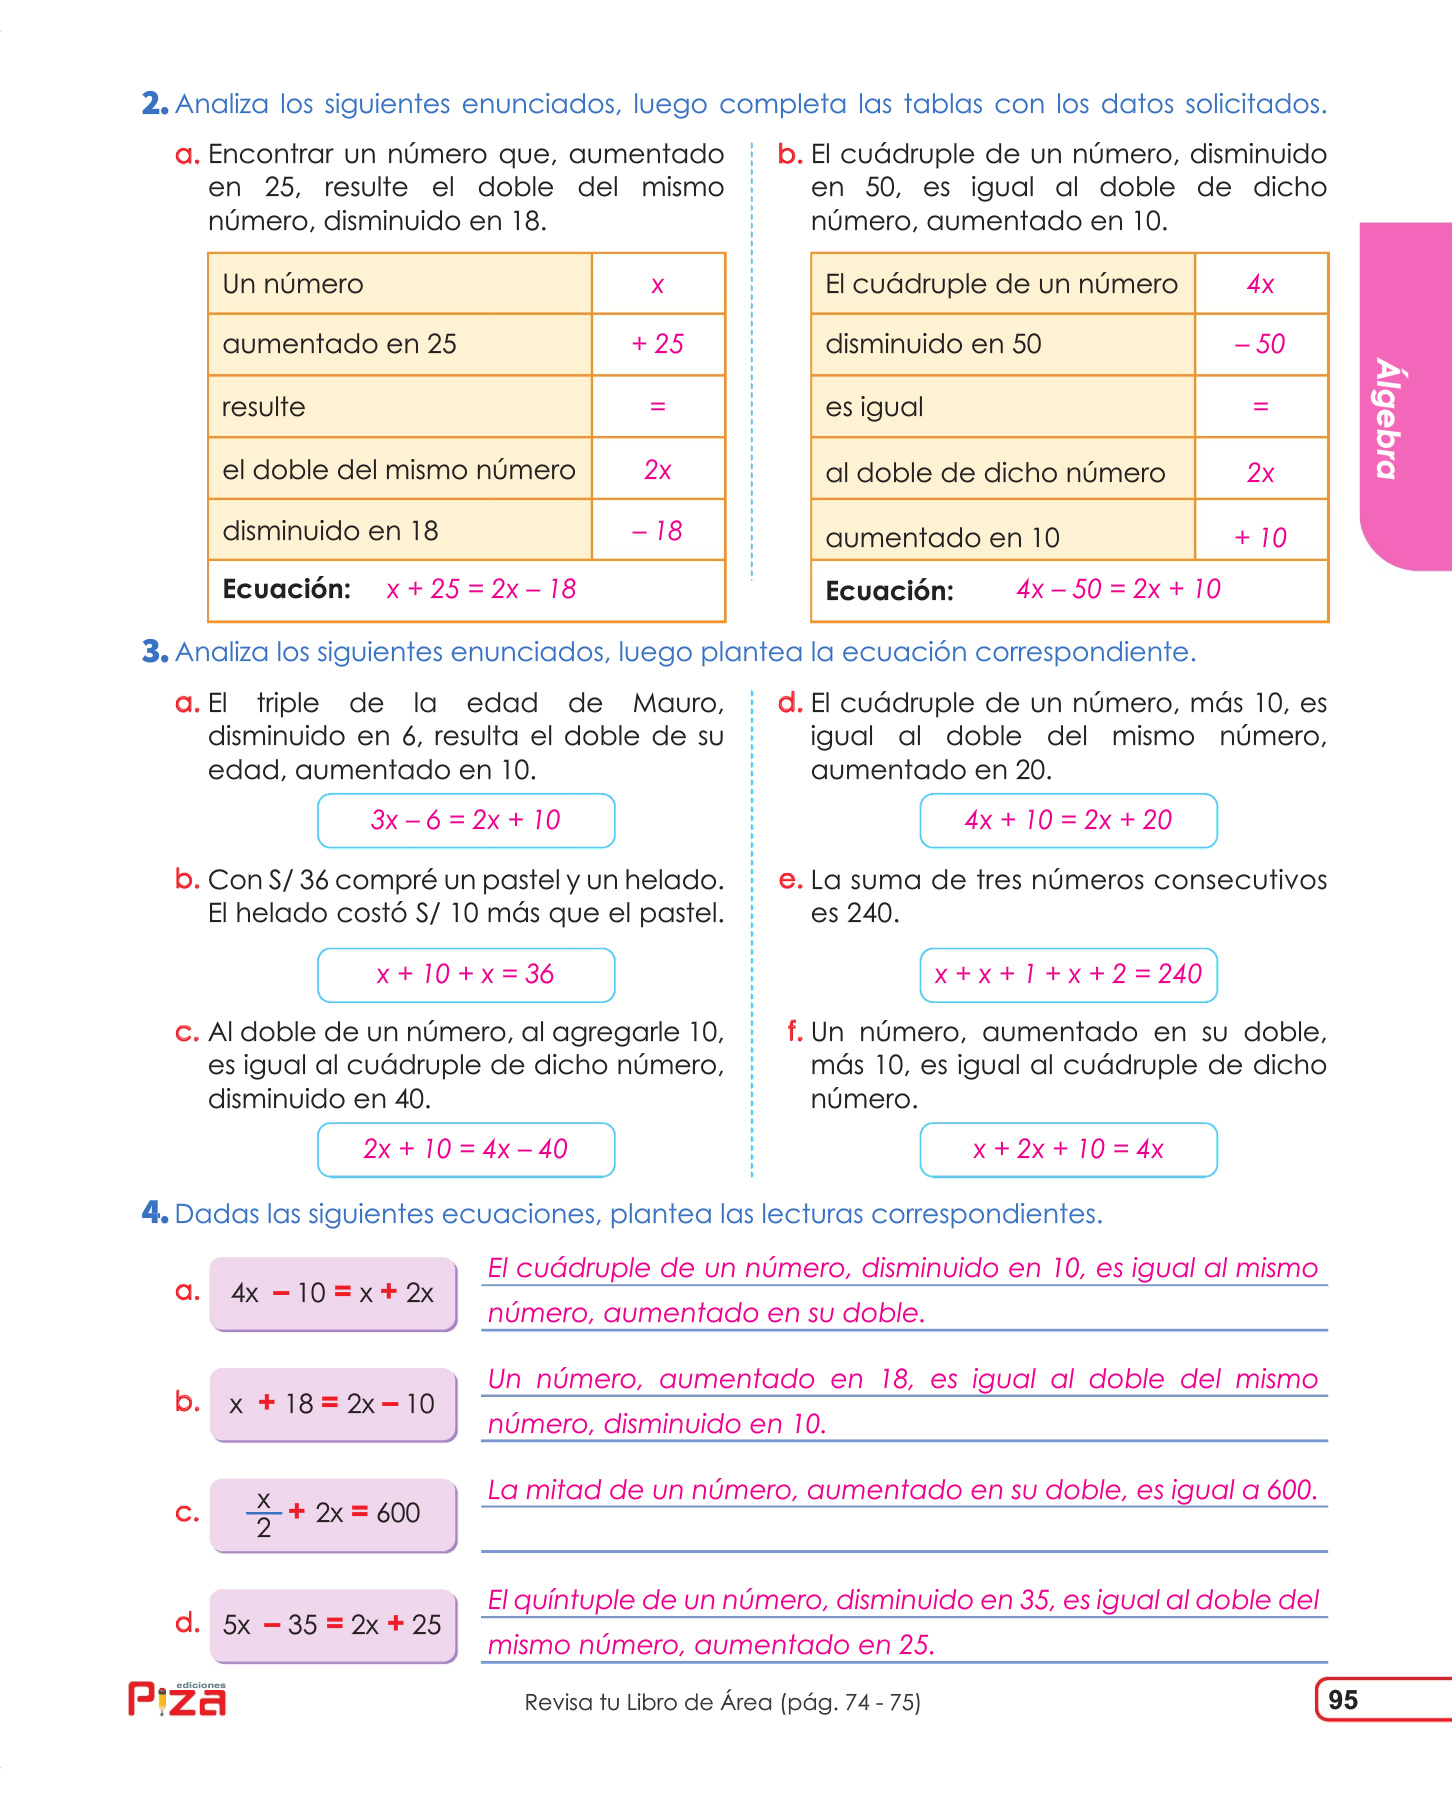 2. Analiza los siguientes enunciados, luego completa las tablas con los datos solicitados.
a. Encontrar un número que, aumentado
en 25, resulte el doble del mismo
número, disminuido en 18.
Un número x
aumentado en 25 + 25
resulte =
el doble del mismo número 2x
disminuido en 18 – 18
Ecuación: x + 25 = 2x – 18
b. El cuádruple de un número, disminuido
en 50, es igual al doble de dicho
número, aumentado en 10.
El cuádruple de un número 4x
disminuido en 50 – 50
es igual =
al doble de dicho número 2x
aumentado en 10 + 10
Ecuación: 4x – 50 = 2x + 10
Álgebra
3. Analiza los siguientes enunciados, luego plantea la ecuación correspondiente.
a. El triple de la edad de Mauro,
disminuido en 6, resulta el doble de su
edad, aumentado en 10.
3x – 6 = 2x + 10
b. Con S/ 36 compré un pastel y un helado.
El helado costó S/ 10 más que el pastel.
x + 10 + x = 36
c. Al doble de un número, al agregarle 10,
es igual al cuádruple de dicho número,
disminuido en 40.
2x + 10 = 4x – 40
d. El cuádruple de un número, más 10, es
igual al doble del mismo número,
aumentado en 20.
4x + 10 = 2x + 20
e. La suma de tres números consecutivos
es 240.
x + x + 1 + x + 2 = 240
f. Un número, aumentado en su doble,
más 10, es igual al cuádruple de dicho
número.
x + 2x + 10 = 4x
4. Dadas las siguientes ecuaciones, plantea las lecturas correspondientes.
a. 4x – 10 = x + 2x
El cuádruple de un número, disminuido en 10, es igual al mismo
número, aumentado en su doble.
b. x + 18 = 2x – 10
Un número, aumentado en 18, es igual al doble del mismo
número, disminuido en 10.
c. x/2 + 2x = 600
La mitad de un número, aumentado en su doble, es igual a 600.
d. 5x – 35 = 2x + 25
El quíntuple de un número, disminuido en 35, es igual al doble del
mismo número, aumentado en 25.
ediciones
Piza
Revisa tu Libro de Área (pág. 74 - 75)
95